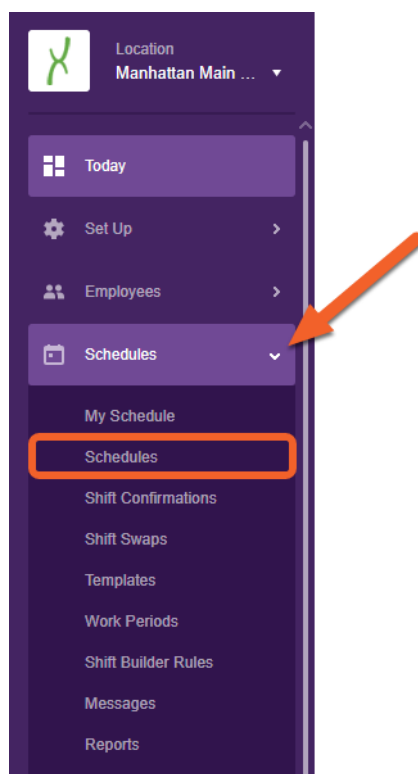 Location
Manhattan Main ...
Today
Set Up
Employees
Schedules
My Schedule
Schedules
Shift Confirmations
Shift Swaps
Templates
Work Periods
Shift Builder Rules
Messages
Reports